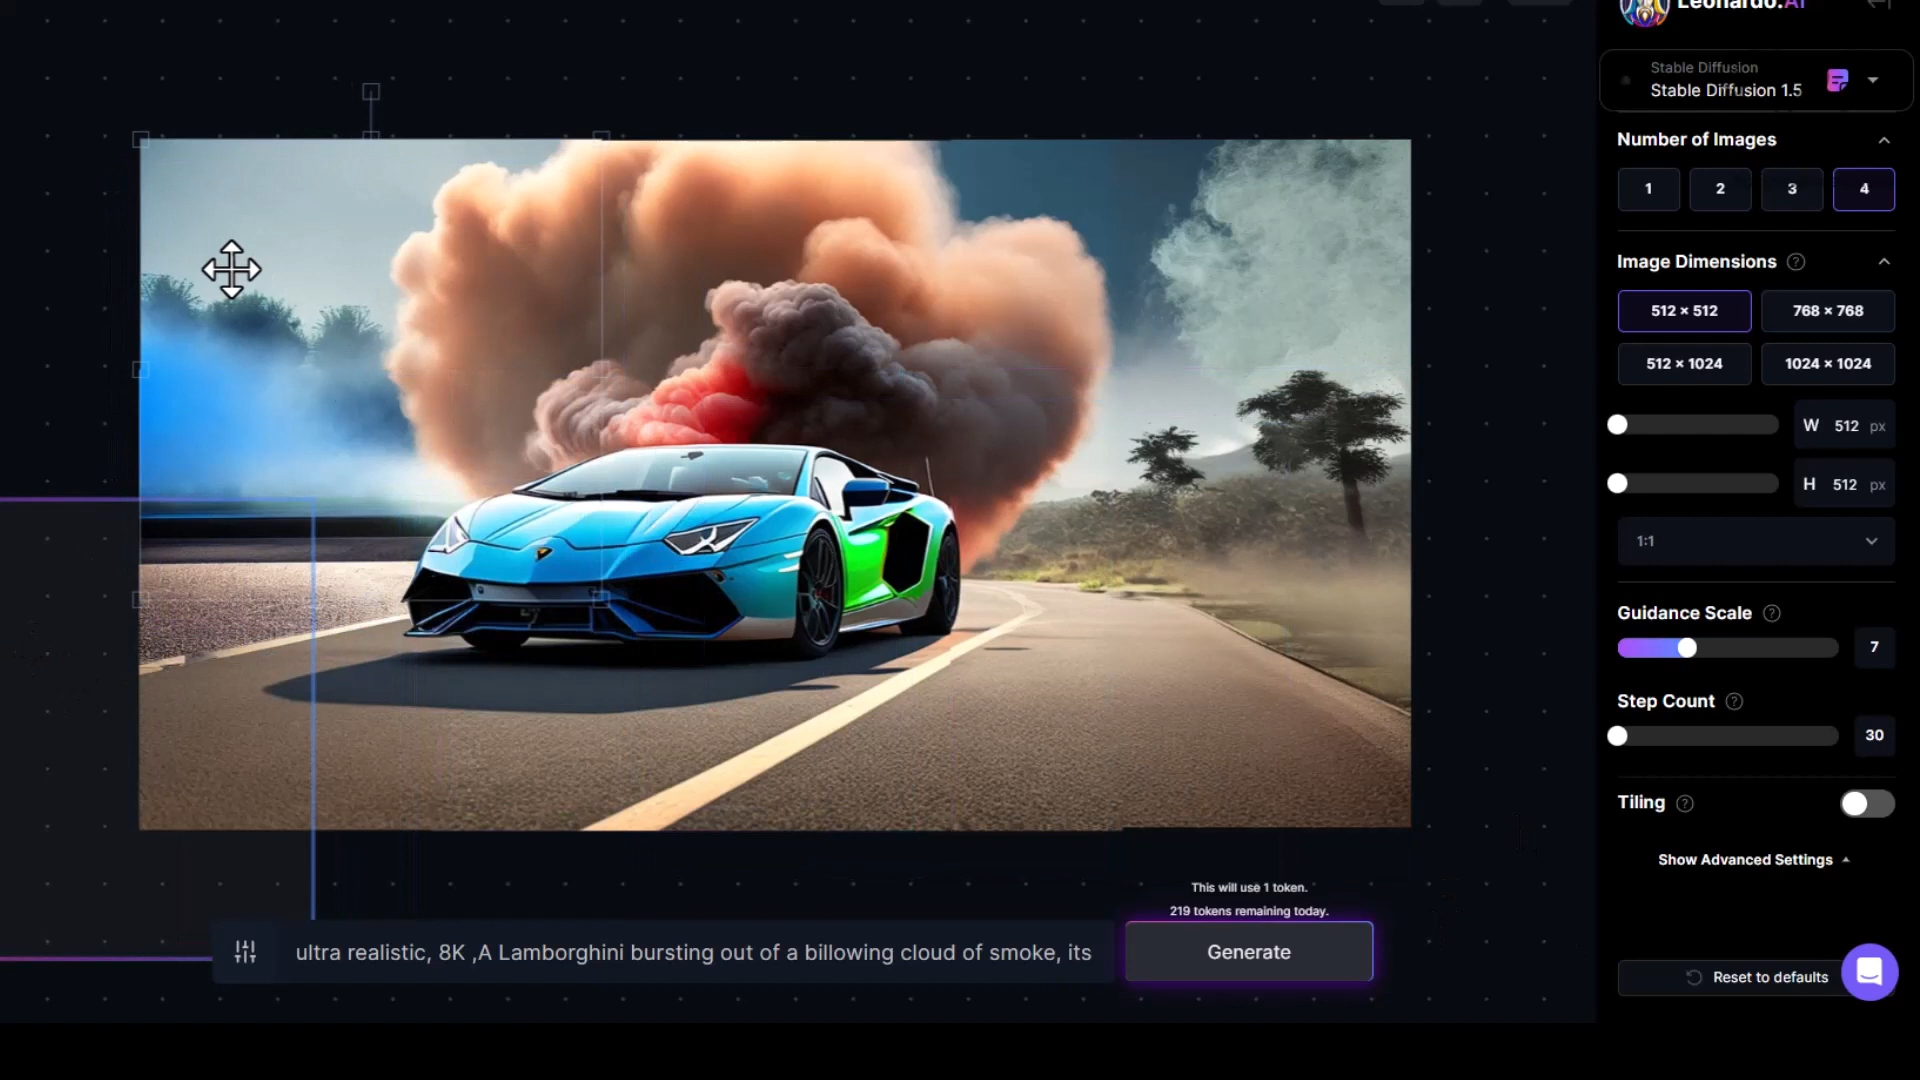 Leonardo.Ai
Stable Diffusion
Stable Diffusion 1.5
Number of Images
1 2 3 4
Image Dimensions ?
512 × 512 768 × 768
512 × 1024 1024 × 1024
W 512 px
H 512 px
1:1
Guidance Scale ?
7
Step Count ?
30
Tiling ?
Show Advanced Settings
This will use 1 token.
219 tokens remaining today.
ultra realistic, 8K ,A Lamborghini bursting out of a billowing cloud of smoke, its
Generate
Reset to defaults